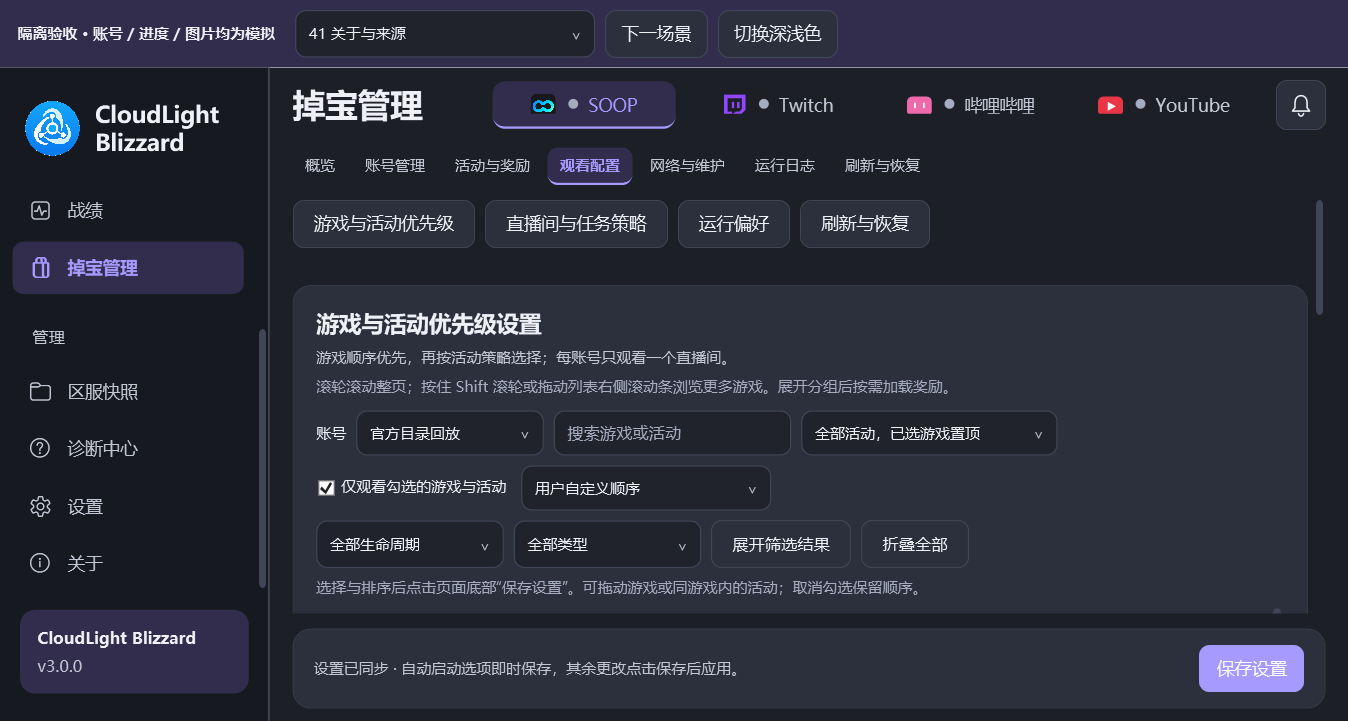 隔离验收 • 账号 / 进度 / 图片均为模拟
41 关于与来源
下一场景
切换深浅色
CloudLight
Blizzard
战绩
掉宝管理
管理
区服快照
诊断中心
设置
关于
CloudLight Blizzard
v3.0.0
掉宝管理
SOOP
Twitch
哔哩哔哩
YouTube
概览
账号管理
活动与奖励
观看配置
网络与维护
运行日志
刷新与恢复
游戏与活动优先级
直播间与任务策略
运行偏好
刷新与恢复
游戏与活动优先级设置
游戏顺序优先，再按活动策略选择；每账号只观看一个直播间。
滚轮滚动整页；按住 Shift 滚轮或拖动列表右侧滚动条浏览更多游戏。展开分组后按需加载奖励。
账号
官方目录回放
搜索游戏或活动
全部活动，已选游戏置顶
仅观看勾选的游戏与活动
用户自定义顺序
全部生命周期
全部类型
展开筛选结果
折叠全部
选择与排序后点击页面底部“保存设置”。可拖动游戏或同游戏内的活动；取消勾选保留顺序。
设置已同步 · 自动启动选项即时保存，其余更改点击保存后应用。
保存设置